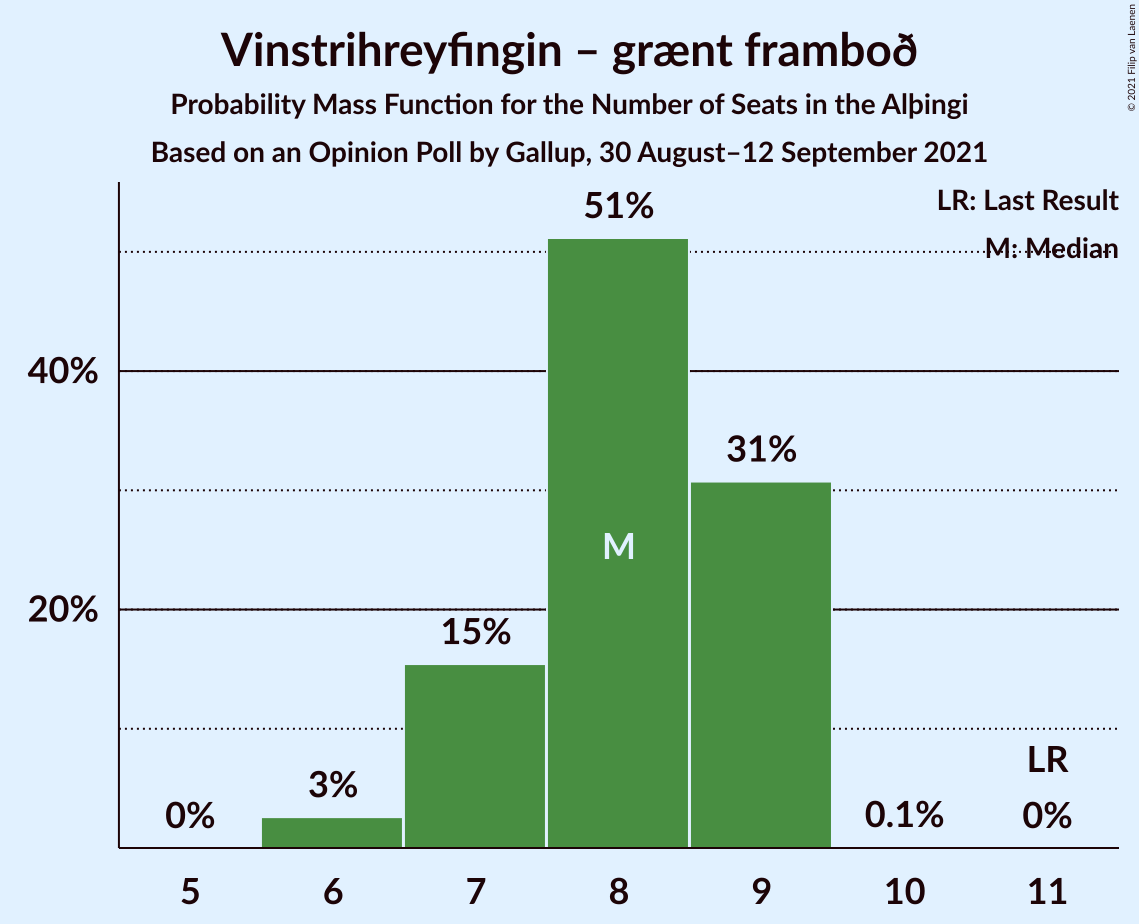 Vinstrihreyfingin – grænt framboð
Probability Mass Function for the Number of Seats in the Alþingi
Based on an Opinion Poll by Gallup, 30 August–12 September 2021
© 2021 Filip van Laenen
LR: Last Result
M: Median
51%
40%
31%
M
20%
15%
LR
3%
0%
0.1%
0%
5 6 7 8 9 10 11